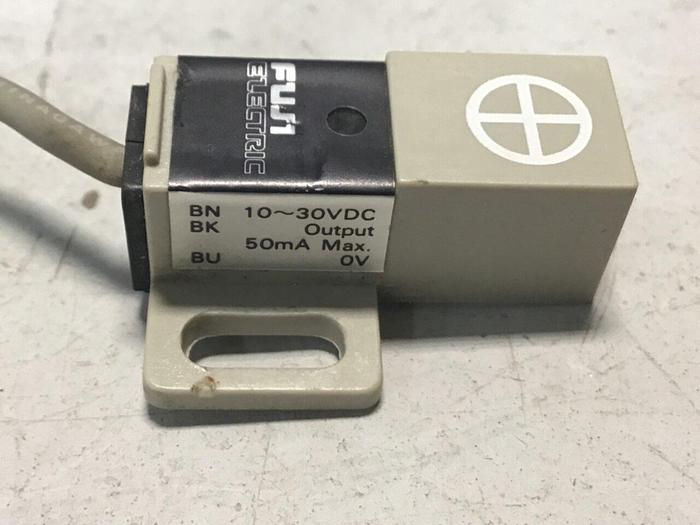 FUJI
ELECTRIC
BN 10~30VDC
BK Output
50mA Max.
BU 0V